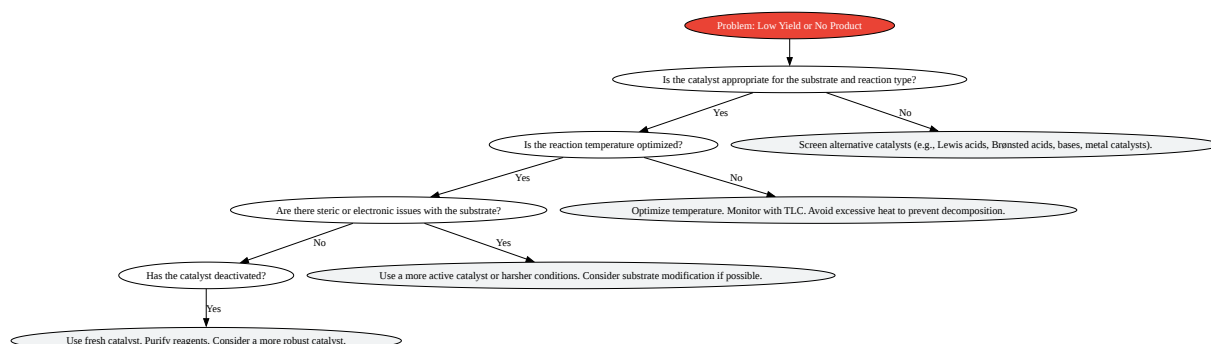 Problem: Low Yield or No Product
Is the catalyst appropriate for the substrate and reaction type?
Yes
No
Is the reaction temperature optimized?
Screen alternative catalysts (e.g., Lewis acids, Brønsted acids, bases, metal catalysts).
Yes
No
Are there steric or electronic issues with the substrate?
Optimize temperature. Monitor with TLC. Avoid excessive heat to prevent decomposition.
No
Yes
Has the catalyst deactivated?
Use a more active catalyst or harsher conditions. Consider substrate modification if possible.
Yes
Use fresh catalyst. Purify reagents. Consider a more robust catalyst.